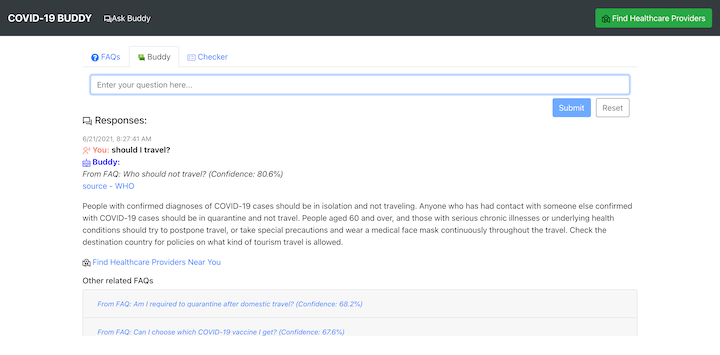 COVID-19 BUDDY Ask Buddy Find Healthcare Providers
FAQs Buddy Checker
Enter your question here...
Submit Reset
Responses:
6/21/2021, 8:27:41 AM
You: should I travel?
Buddy:
From FAQ: Who should not travel? (Confidence: 80.6%)
source - WHO
People with confirmed diagnoses of COVID-19 cases should be in isolation and not traveling. Anyone who has had contact with someone else confirmed
with COVID-19 cases should be in quarantine and not travel. People aged 60 and over, and those with serious chronic illnesses or underlying health
conditions should try to postpone travel, or take special precautions and wear a medical face mask continuously throughout the travel. Check the
destination country for policies on what kind of tourism travel is allowed.
Find Healthcare Providers Near You
Other related FAQs
From FAQ: Am I required to quarantine after domestic travel? (Confidence: 68.2%)
From FAQ: Can I choose which COVID-19 vaccine I get? (Confidence: 67.6%)